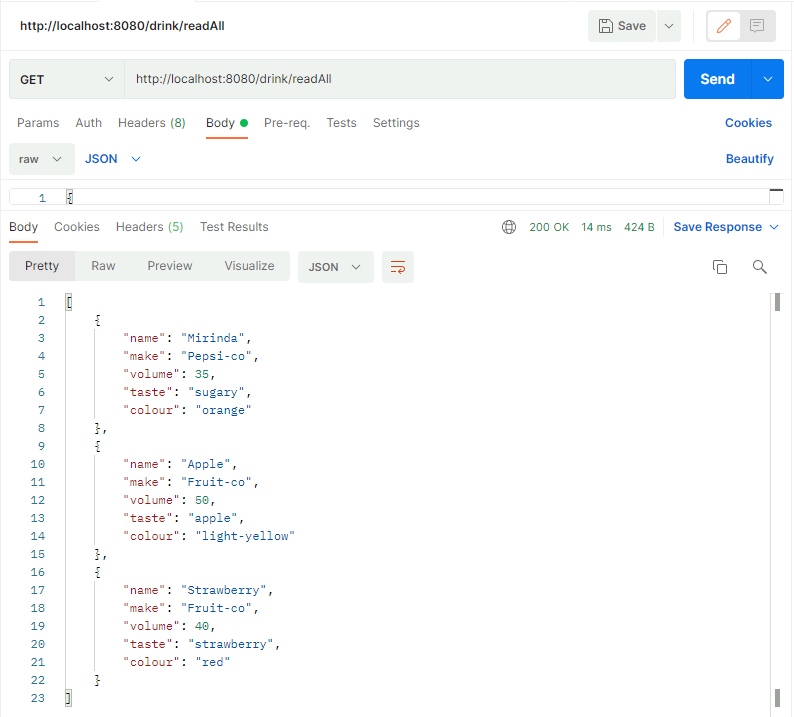 http://localhost:8080/drink/readAll Save
GET http://localhost:8080/drink/readAll Send
Params Auth Headers (8) Body Pre-req. Tests Settings Cookies
raw JSON Beautify
1 {
Body Cookies Headers (5) Test Results 200 OK 14 ms 424 B Save Response
Pretty Raw Preview Visualize JSON
1 [
2 {
3 "name": "Mirinda",
4 "make": "Pepsi-co",
5 "volume": 35,
6 "taste": "sugary",
7 "colour": "orange"
8 },
9 {
10 "name": "Apple",
11 "make": "Fruit-co",
12 "volume": 50,
13 "taste": "apple",
14 "colour": "light-yellow"
15 },
16 {
17 "name": "Strawberry",
18 "make": "Fruit-co",
19 "volume": 40,
20 "taste": "strawberry",
21 "colour": "red"
22 }
23 ]